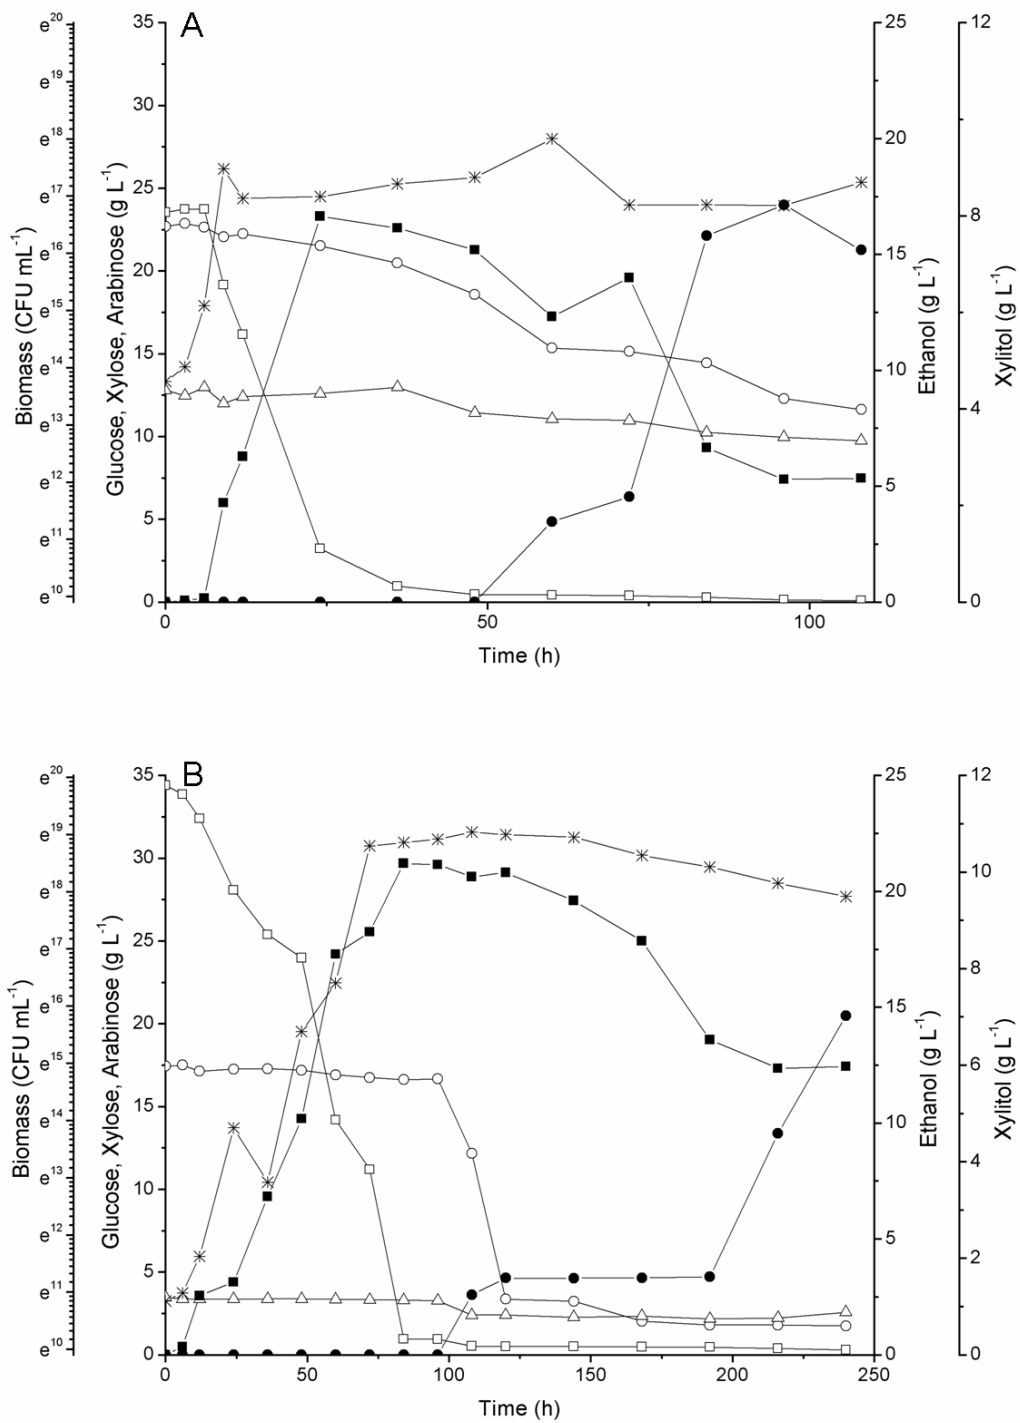 A
e20
e19
e18
e17
e16
e15
e14
e13
e12
e11
e10
Biomass (CFU mL-1)
35
30
25
20
15
10
5
0
Glucose, Xylose, Arabinose (g L-1)
25
20
15
10
5
0
Ethanol (g L-1)
12
8
4
0
Xylitol (g L-1)
0
50
100
Time (h)
B
e20
e19
e18
e17
e16
e15
e14
e13
e12
e11
e10
Biomass (CFU mL-1)
35
30
25
20
15
10
5
0
Glucose, Xylose, Arabinose (g L-1)
25
20
15
10
5
0
Ethanol (g L-1)
12
10
8
6
4
2
0
Xylitol (g L-1)
0
50
100
150
200
250
Time (h)